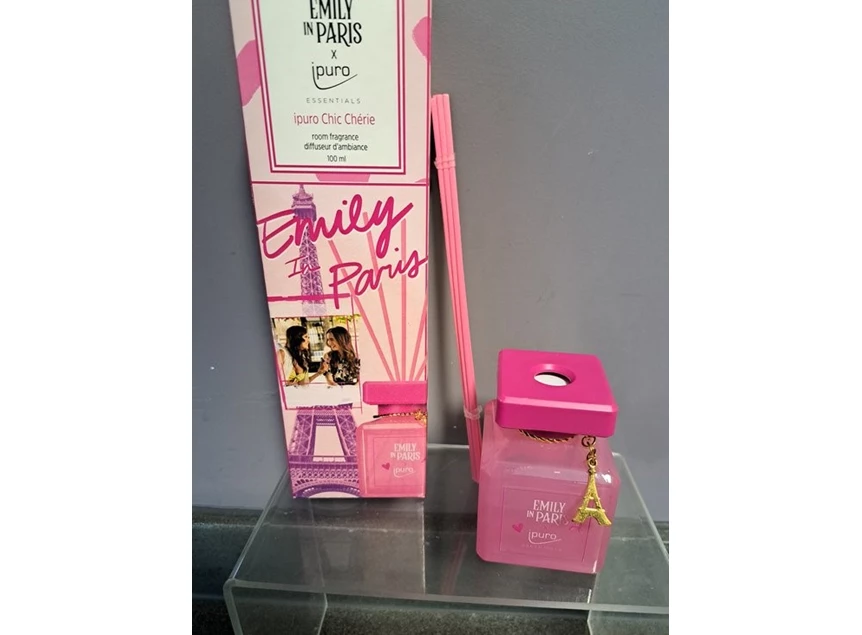 EMILY
IN PARIS
X
ipuro
ESSENTIALS
ipuro Chic Chérie
room fragrance
diffuseur d'ambiance
100 ml
Emily
In
Paris
EMILY
IN PARIS
ipuro
EMILY
IN PARIS
ipuro
ESSENTIALS